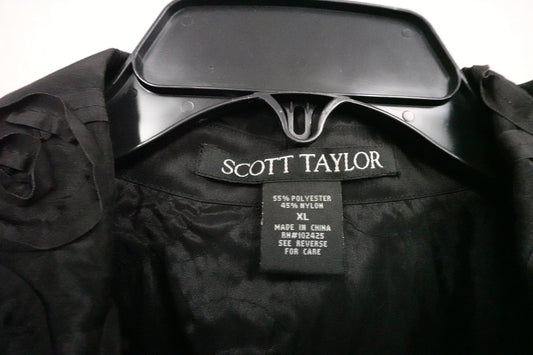 SCOTT TAYLOR
55% POLYESTER
45% NYLON
XL
MADE IN CHINA
RN#102425
SEE REVERSE
FOR CARE